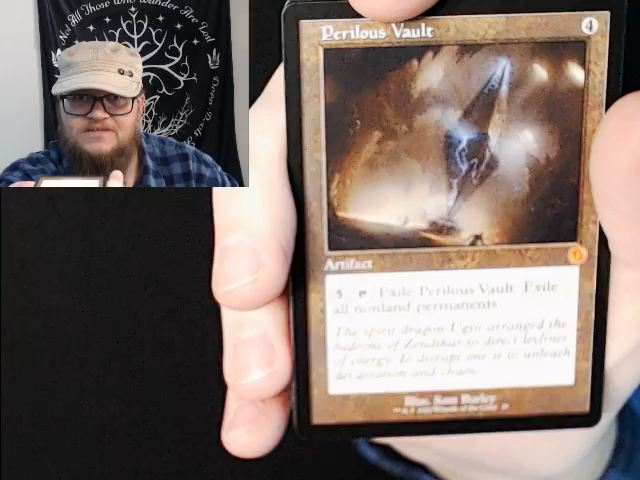 Not All Those Who Wander Are Lost
Perilous Vault
4
Artifact
5 T Exile Perilous Vault Exile
all nonland permanents
The spirit dragon Ugin arranged the
hedrons of Zendikar to direct leylines
of energy. To disrupt one is to unleash
devastation and chaos.
Illus. Sam Burley